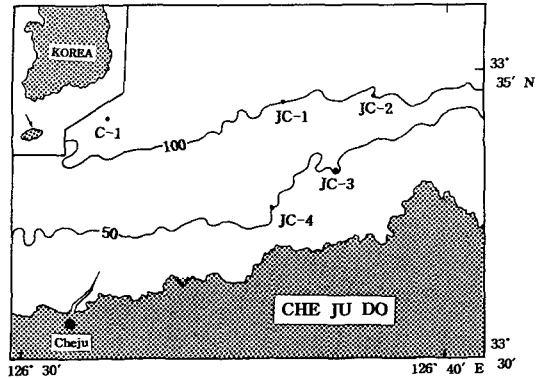 KOREA
33°
35' N
C-1
JC-1
JC-2
100
JC-3
JC-4
50
CHE JU DO
Cheju
33°
30'
126° 30'
126° 40' E